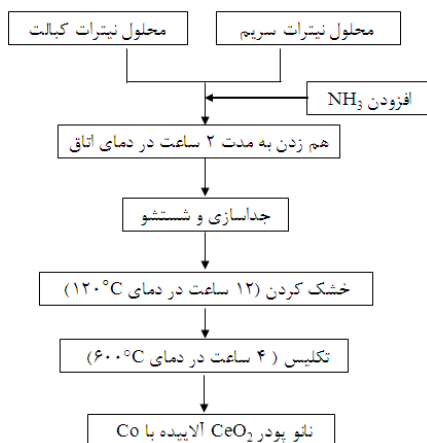 محلول نیترات سریم
محلول نیترات کبالت
افزودن NH3
هم زدن به مدت ۲ ساعت در دمای اتاق
جداسازی و شستشو
خشک کردن (۱۲ ساعت در دمای ۱۲۰°C)
تکلیس ( ۴ ساعت در دمای ۶۰۰°C)
نانو پودر CeO2 آلاییده با Co